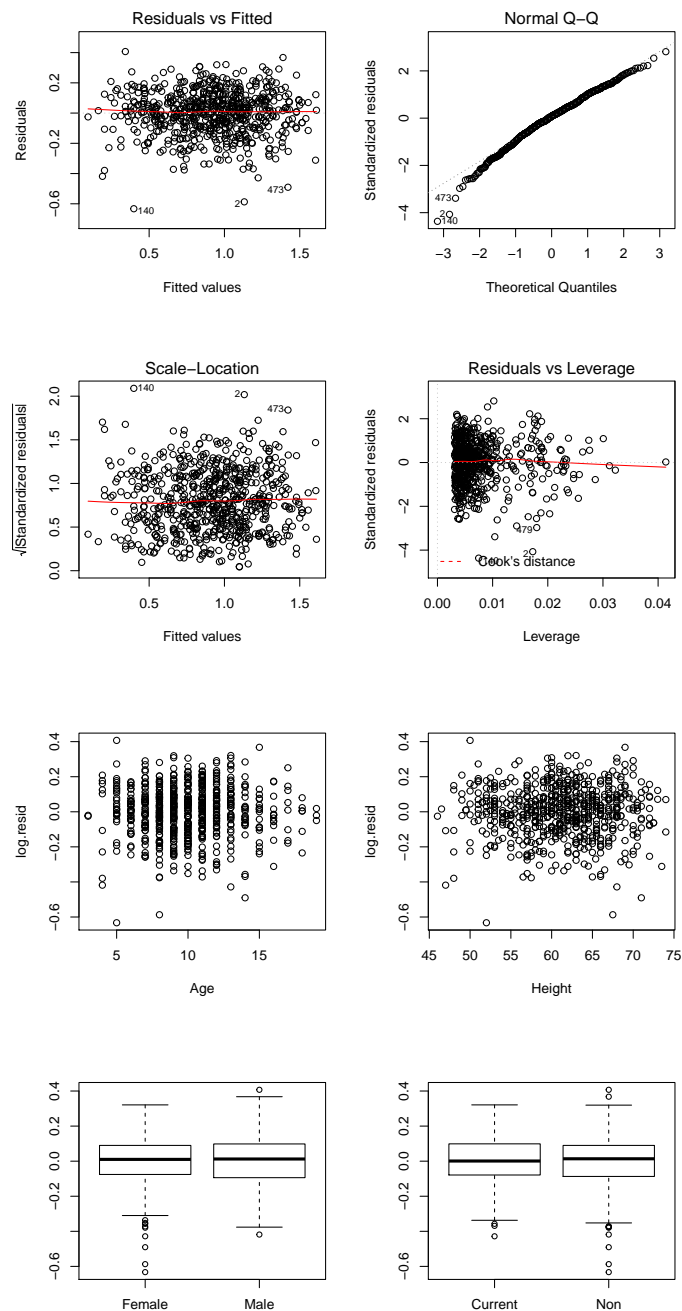 Residuals vs Fitted
Residuals
−0.6 −0.2 0.2
0.5 1.0 1.5
Fitted values
140
2
473
Normal Q−Q
Standardized residuals
−4 −2 0 2
−3 −2 −1 0 1 2 3
Theoretical Quantiles
473
2
140
Scale−Location
√|Standardized residuals|
0.0 0.5 1.0 1.5 2.0
0.5 1.0 1.5
Fitted values
140
2
473
Residuals vs Leverage
Standardized residuals
−4 −2 0 2
0.00 0.01 0.02 0.03 0.04
Leverage
479
2
140
Cook's distance
log.resid
−0.6 −0.2 0.0 0.2 0.4
5 10 15
Age
log.resid
−0.6 −0.2 0.0 0.2 0.4
45 50 55 60 65 70 75
Height
−0.6 −0.2 0.0 0.2 0.4
Female Male
−0.6 −0.2 0.0 0.2 0.4
Current Non